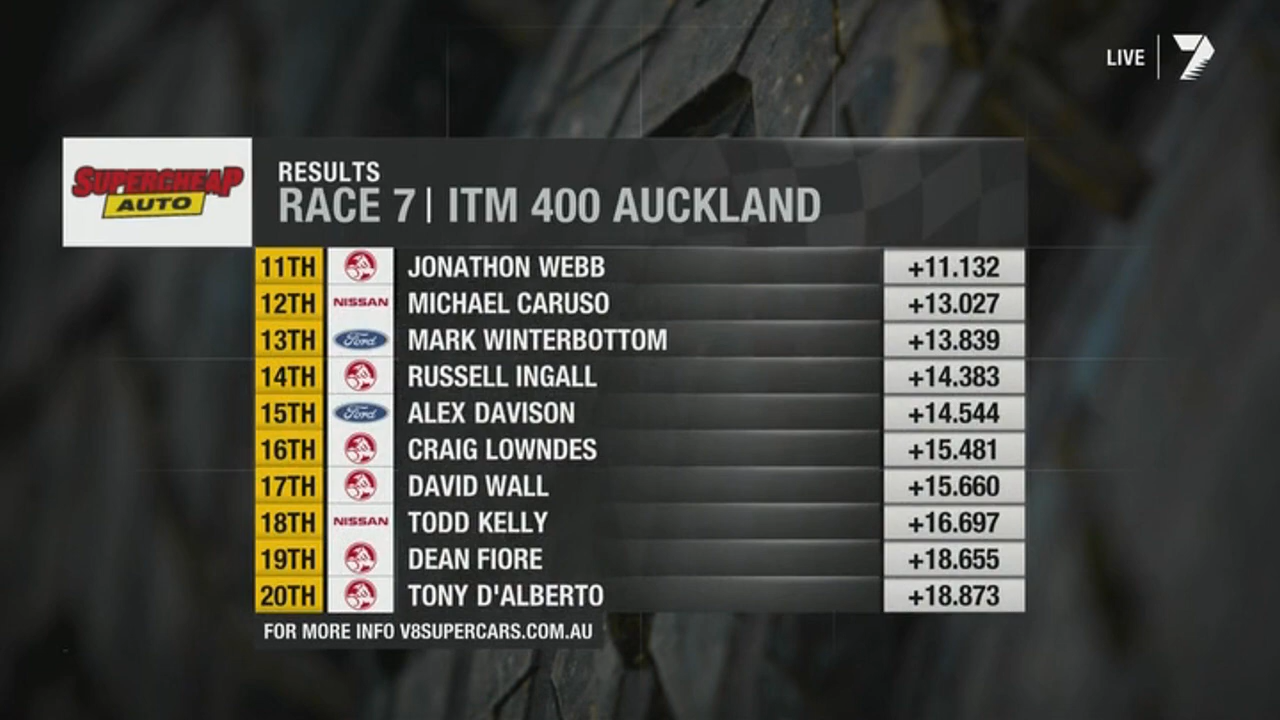 LIVE 7
SUPERCHEAP
AUTO
RESULTS
RACE 7 | ITM 400 AUCKLAND
11TH JONATHON WEBB +11.132
12TH NISSAN MICHAEL CARUSO +13.027
13TH Ford MARK WINTERBOTTOM +13.839
14TH RUSSELL INGALL +14.383
15TH Ford ALEX DAVISON +14.544
16TH CRAIG LOWNDES +15.481
17TH DAVID WALL +15.660
18TH NISSAN TODD KELLY +16.697
19TH DEAN FIORE +18.655
20TH TONY D'ALBERTO +18.873
FOR MORE INFO V8SUPERCARS.COM.AU